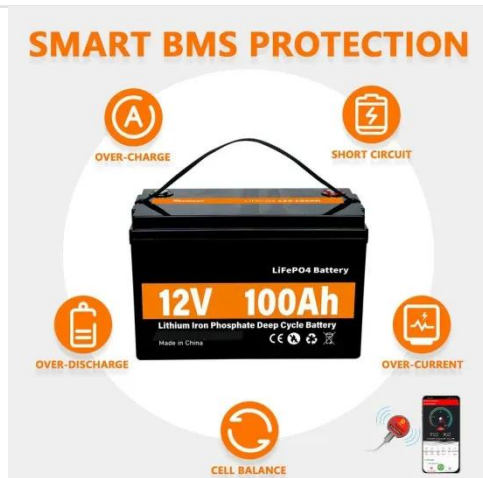 SMART BMS PROTECTION
OVER-CHARGE
SHORT CIRCUIT
LiFePO4 Battery
12V 100Ah
Lithium Iron Phosphate Deep Cycle Battery
Made in China
CE
OVER-DISCHARGE
OVER-CURRENT
CELL BALANCE